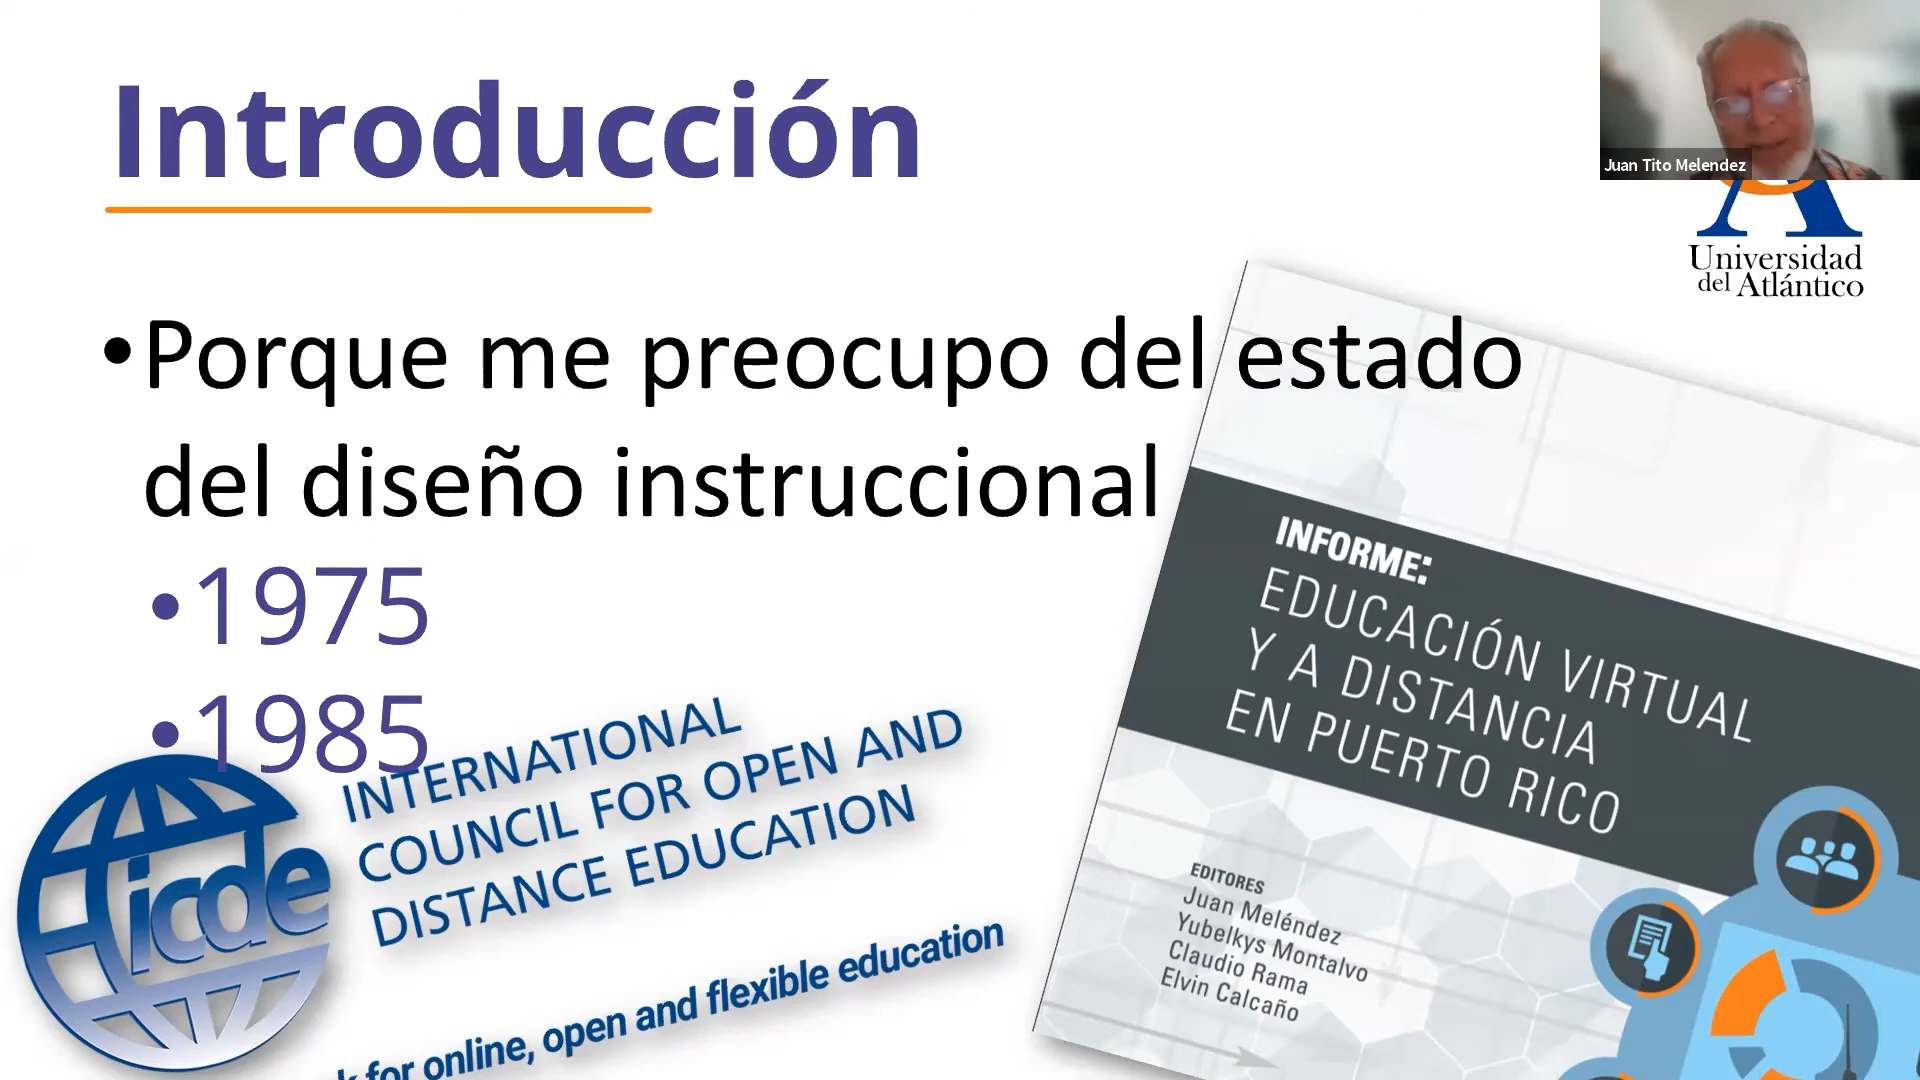 Introducción
Juan Tito Melendez
Universidad
del Atlántico
•Porque me preocupo del estado
del diseño instruccional
•1975
•1985
icde
INTERNATIONAL
COUNCIL FOR OPEN AND
DISTANCE EDUCATION
for online, open and flexible education
INFORME:
EDUCACIÓN VIRTUAL
Y A DISTANCIA
EN PUERTO RICO
EDITORES
Juan Meléndez
Yubelkys Montalvo
Claudio Rama
Elvin Calcaño